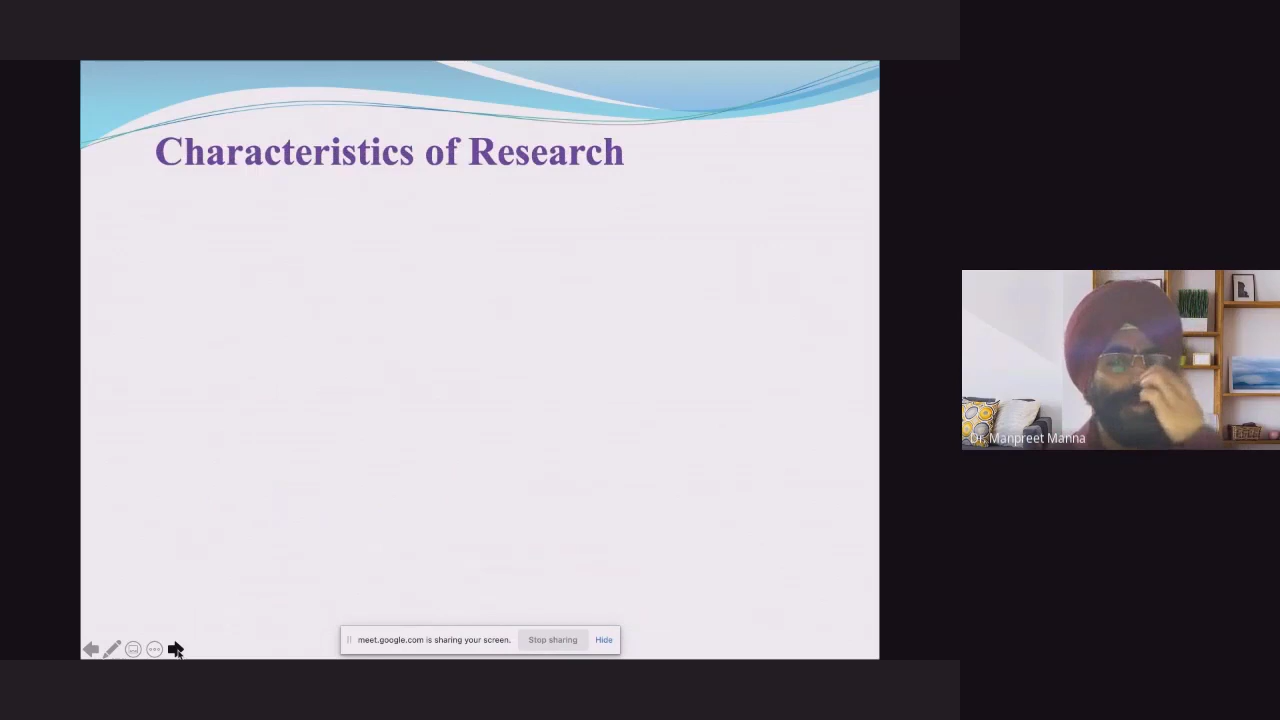 Characteristics of Research
Dr. Manpreet Manna
meet.google.com is sharing your screen. Stop sharing Hide